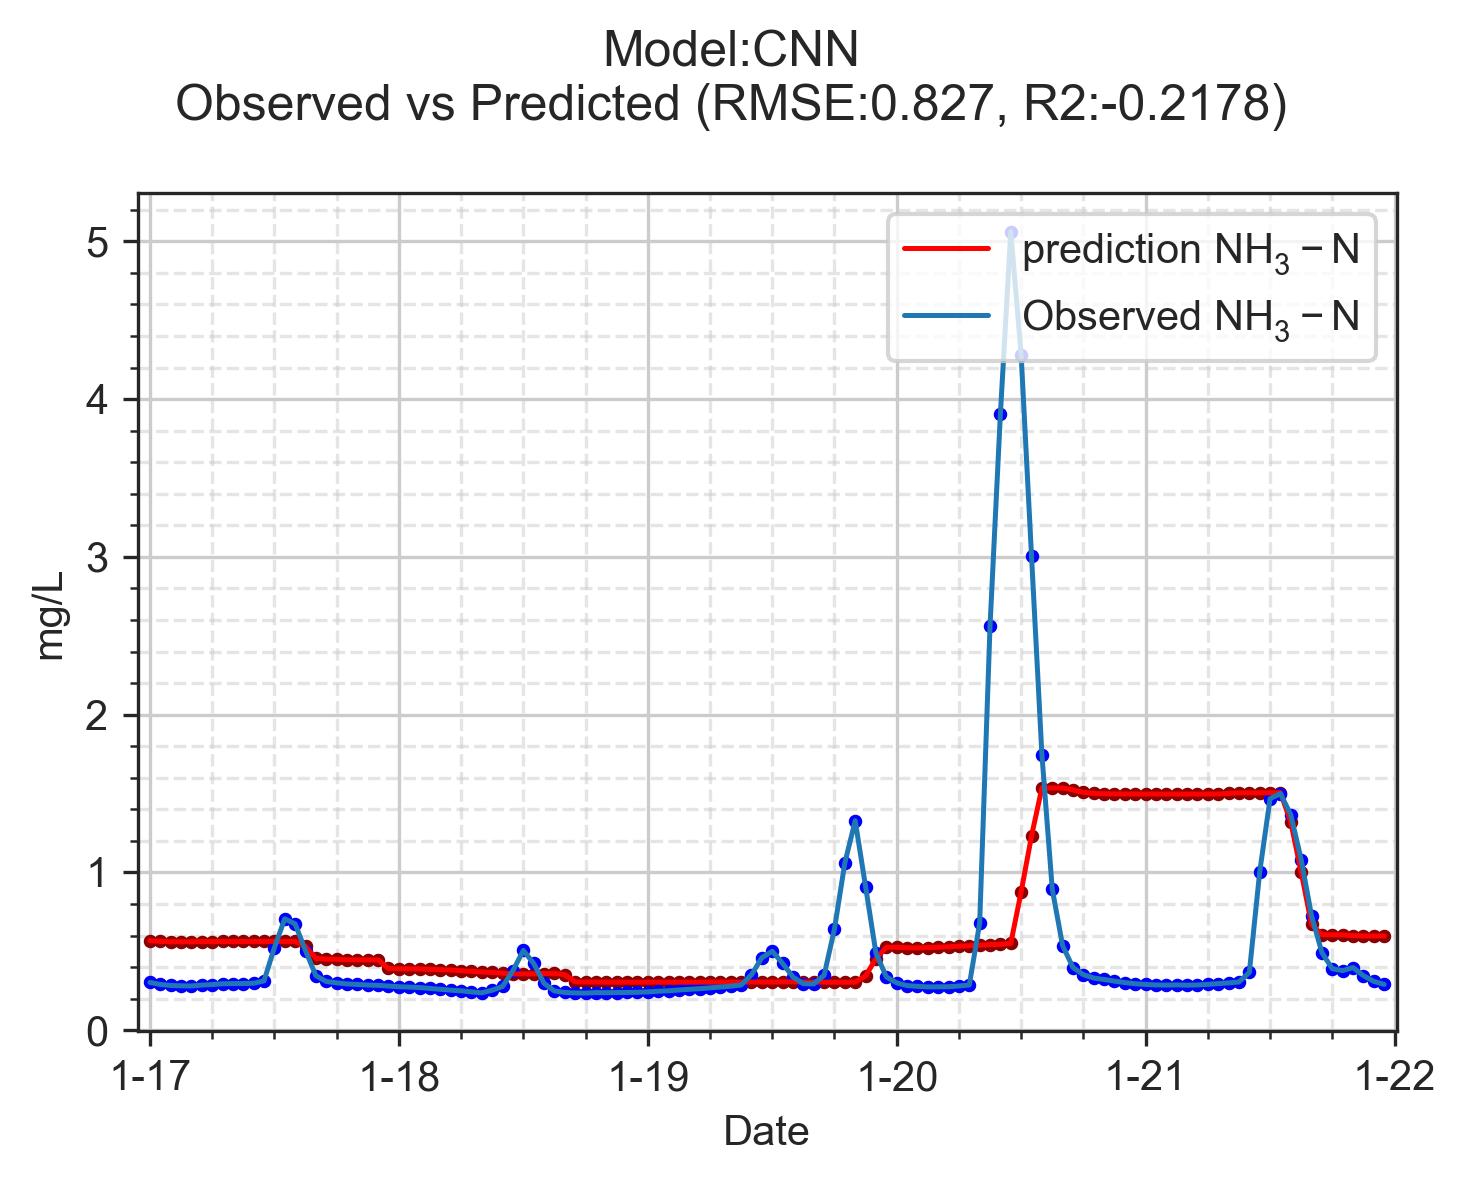 Model:CNN
Observed vs Predicted (RMSE:0.827, R2:-0.2178)
prediction NH₃ − N
Observed NH₃ − N
5
4
3
2
1
0
mg/L
1-17 1-18 1-19 1-20 1-21 1-22
Date